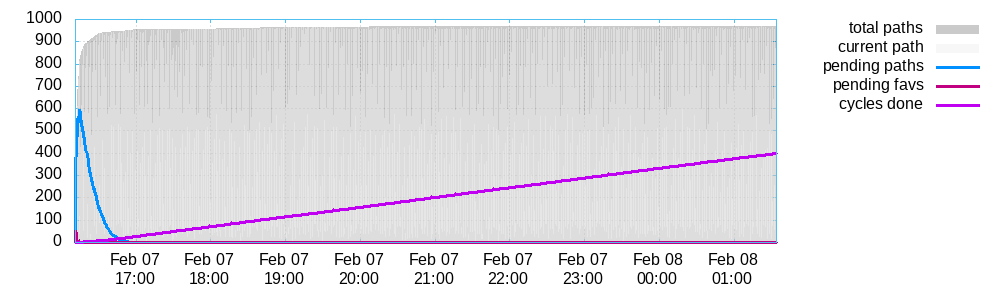 1000
900
800
700
600
500
400
300
200
100
0
Feb 07 Feb 07 Feb 07 Feb 07 Feb 07 Feb 07 Feb 07 Feb 08 Feb 08
17:00 18:00 19:00 20:00 21:00 22:00 23:00 00:00 01:00
total paths
current path
pending paths
pending favs
cycles done